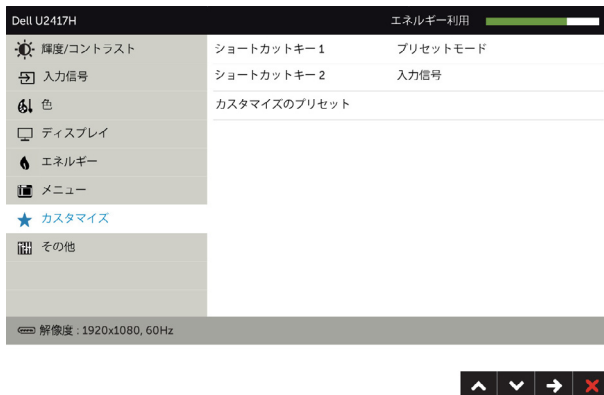 Dell U2417H エネルギー利用
輝度/コントラスト
入力信号
色
ディスプレイ
エネルギー
メニュー
カスタマイズ
その他
ショートカットキー 1 プリセットモード
ショートカットキー 2 入力信号
カスタマイズのプリセット
解像度 : 1920x1080, 60Hz